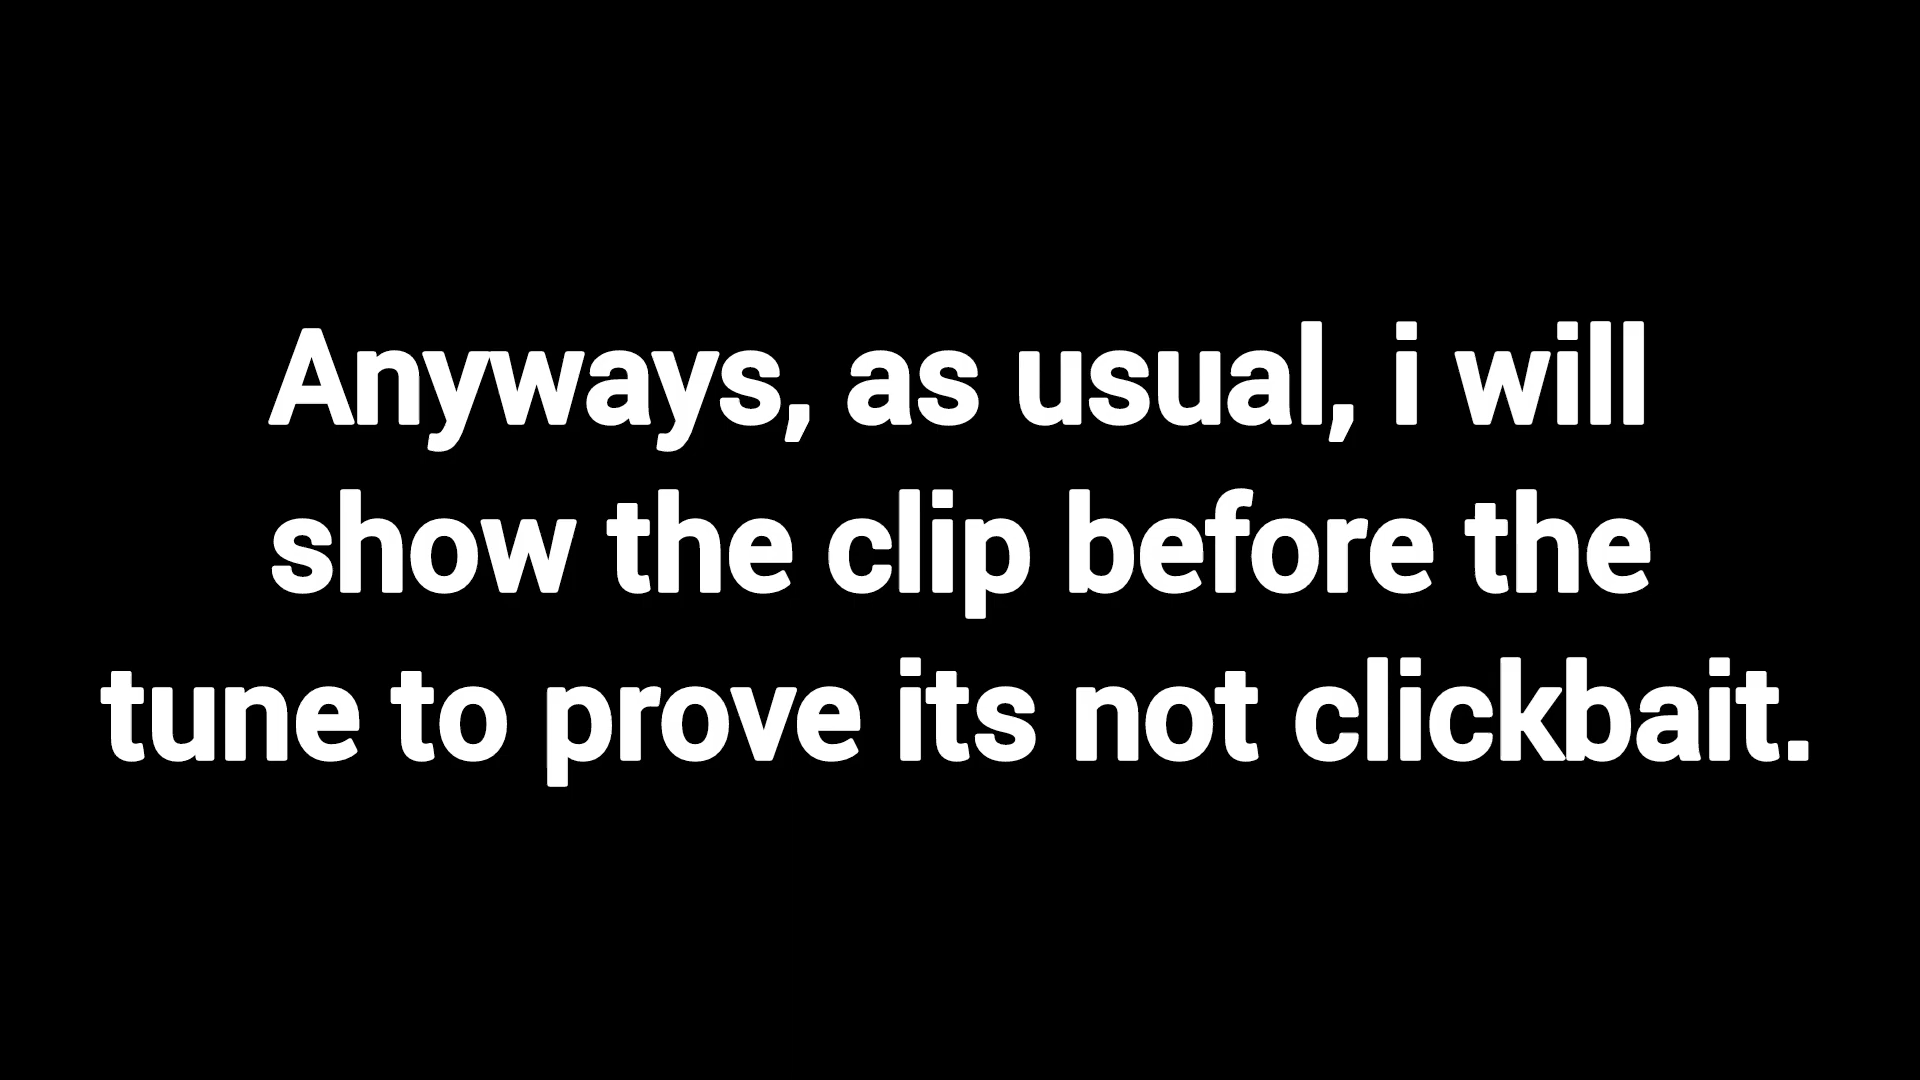 Anyways, as usual, i will
show the clip before the
tune to prove its not clickbait.